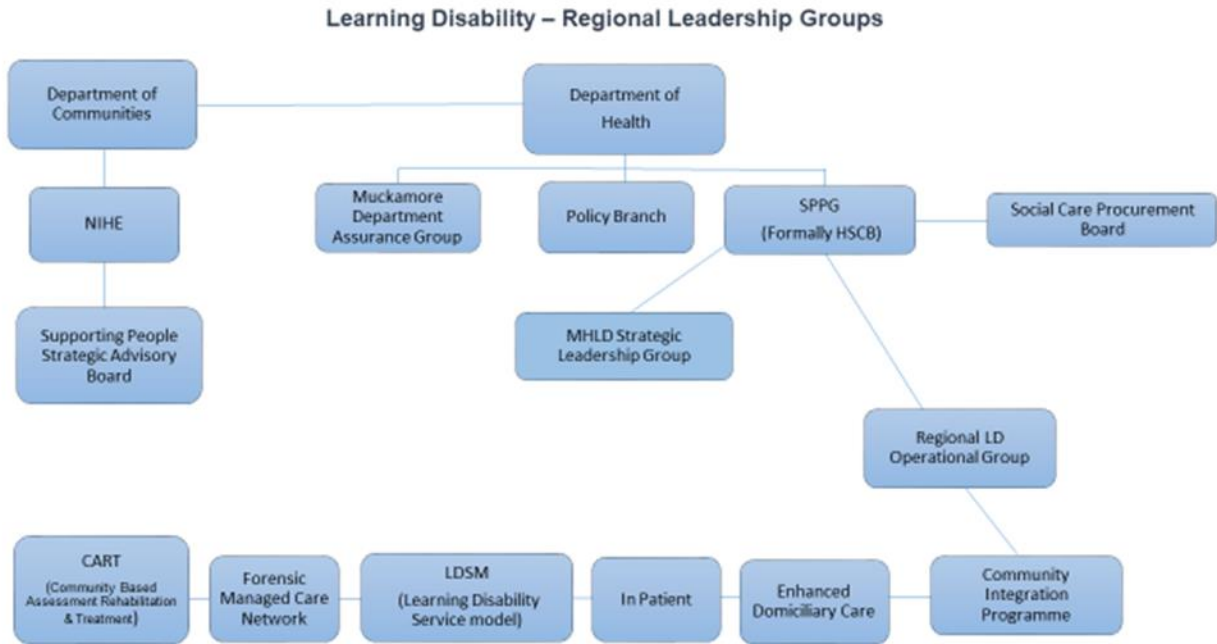 Learning Disability – Regional Leadership Groups
Department of
Communities
Department of
Health
NIHE
Muckamore
Department
Assurance Group
Policy Branch
SPPG
(Formally HSCB)
Social Care Procurement
Board
Supporting People
Strategic Advisory
Board
MHLD Strategic
Leadership Group
Regional LD
Operational Group
CART
(Community Based
Assessment Rehabilitation
& Treatment)
Forensic
Managed Care
Network
LDSM
(Learning Disability
Service model)
In Patient
Enhanced
Domiciliary Care
Community
Integration
Programme